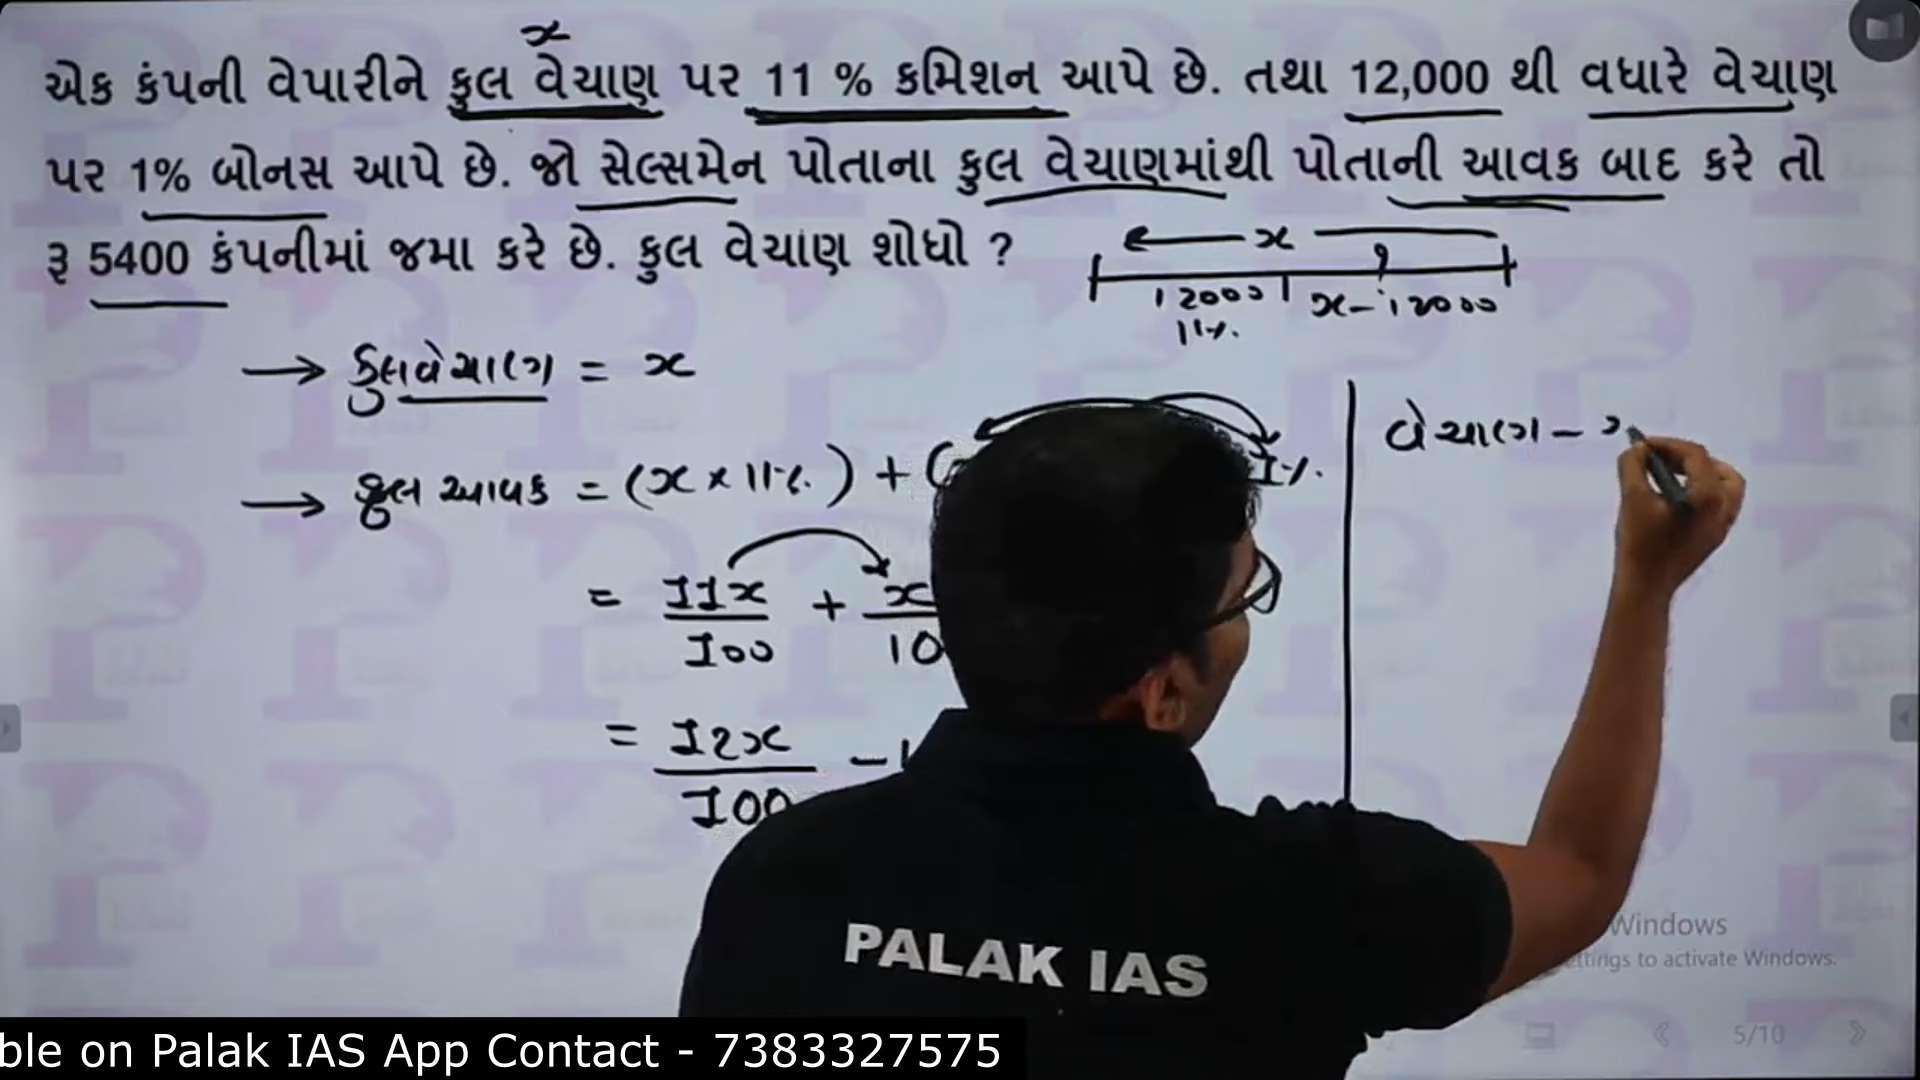 x
એક કંપની વેપારીને કુલ વેચાણ પર 11 % કમિશન આપે છે. તથા 12,000 થી વધારે વેચાણ
પર 1% બોનસ આપે છે. જો સેલ્સમેન પોતાના કુલ વેચાણમાંથી પોતાની આવક બાદ કરે તો
રૂ 5400 કંપનીમાં જમા કરે છે. કુલ વેચાણ શોધો ?
x
12000 x - 12000
11%
→ કુલ વેચાણ = x
વેચાણ -
→ કુલ આવક = (x × 11%) + ( 1%
= 11x/100 + x/10
= 12x/100 -
PALAK IAS
Windows
ettings to activate Windows.
5/10
ble on Palak IAS App Contact - 7383327575